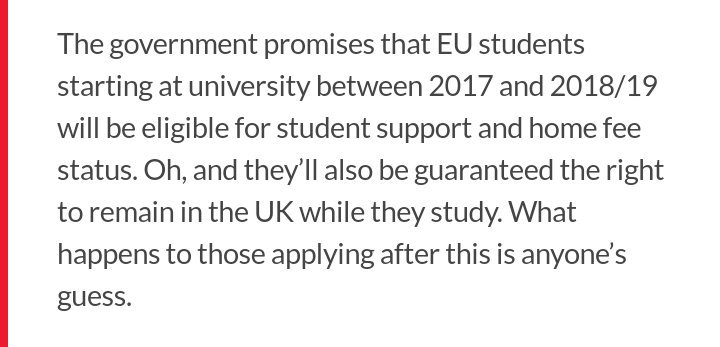 The government promises that EU students
starting at university between 2017 and 2018/19
will be eligible for student support and home fee
status. Oh, and they’ll also be guaranteed the right
to remain in the UK while they study. What
happens to those applying after this is anyone’s
guess.